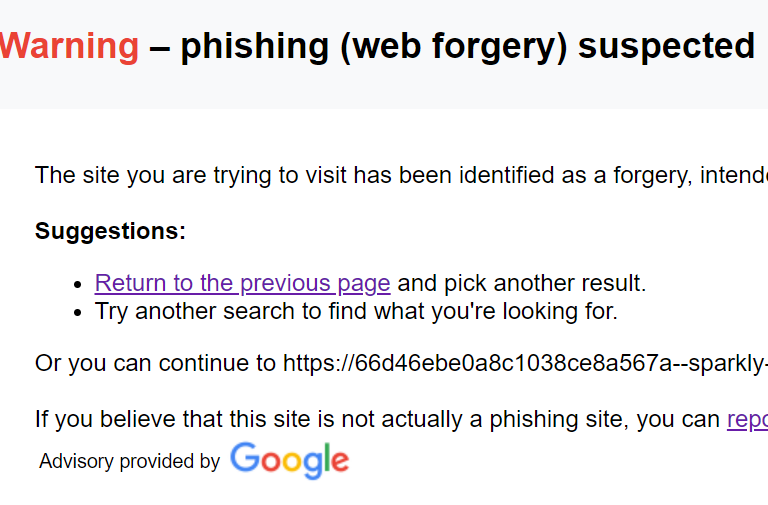 Warning – phishing (web forgery) suspected
The site you are trying to visit has been identified as a forgery, intend
Suggestions:
Return to the previous page and pick another result.
Try another search to find what you're looking for.
Or you can continue to https://66d46ebe0a8c1038ce8a567a--sparkly-
If you believe that this site is not actually a phishing site, you can repo
Advisory provided by Google